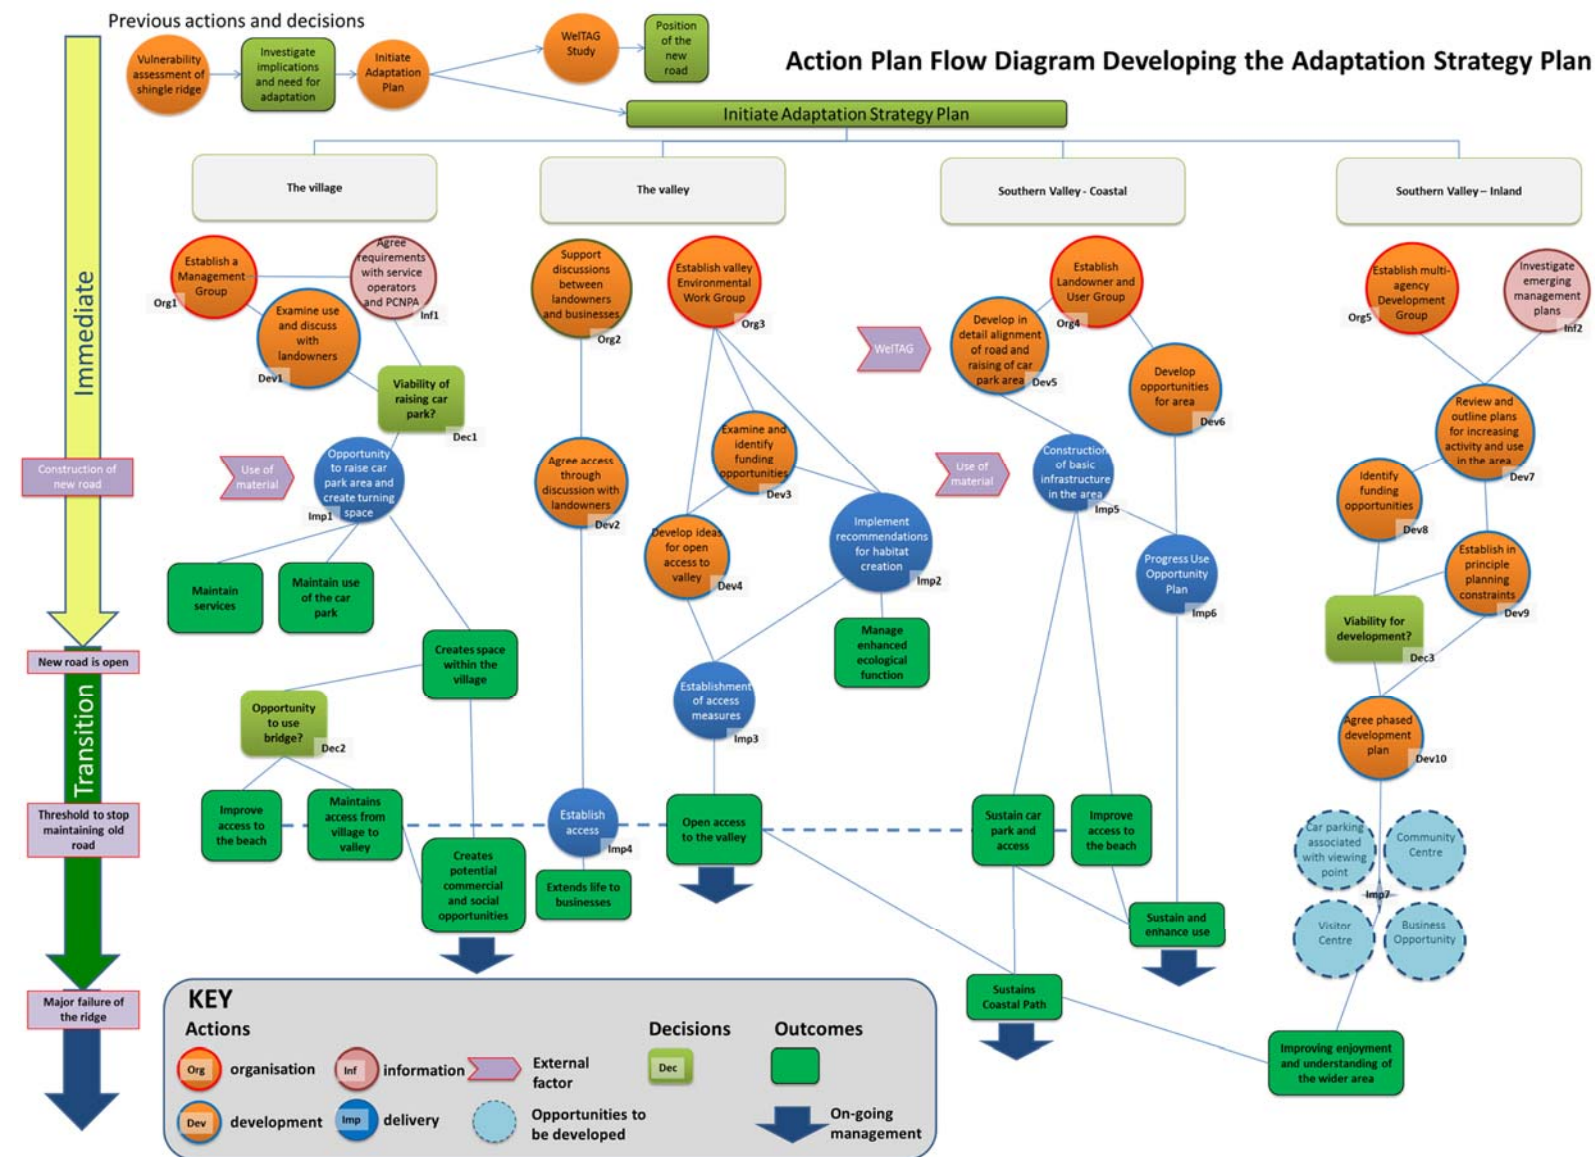 Previous actions and decisions
Vulnerability
assessment of
shingle ridge
Investigate
implications
and need for
adaptation
Initiate
Adaptation
Plan
WelTAG
Study
Position
of the
new
road
Action Plan Flow Diagram Developing the Adaptation Strategy Plan
Initiate Adaptation Strategy Plan
The village
The valley
Southern Valley - Coastal
Southern Valley – Inland
Immediate
Construction of
new road
New road is open
Transition
Threshold to stop
maintaining old
road
Major failure of
the ridge
Establish a
Management
Group
Org1
Agree
requirements
with service
operators
and PCNPA
Inf1
Examine use
and discuss
with
landowners
Dev1
Viability of
raising car
park?
Dec1
Use of
material
Opportunity
to raise car
park area and
create turning
space
Imp1
Maintain
services
Maintain use
of the car
park
Creates space
within the
village
Opportunity
to use
bridge?
Dec2
Improve
access to
the beach
Maintains
access from
village to
valley
Creates
potential
commercial
and social
opportunities
Support
discussions
between
landowners
and businesses
Org2
Agree access
through
discussion with
landowners
Dev2
Establish
access
Imp4
Extends life to
businesses
Establish valley
Environmental
Work Group
Org3
Examine and
identify
funding
opportunities
Dev3
Develop ideas
for open
access to
valley
Dev4
Implement
recommendations
for habitat
creation
Imp2
Manage
enhanced
ecological
function
Establishment
of access
measures
Imp3
Open access
to the valley
WelTAG
Establish
Landowner and
User Group
Org4
Develop in
detail alignment
of road and
raising of car
park area
Dev5
Develop
opportunities
for area
Dev6
Use of
material
Construction
of basic
infrastructure
in the area
Imp5
Progress Use
Opportunity
Plan
Imp6
Sustain car
park and
access
Improve
access to
the beach
Sustain and
enhance use
Sustains
Coastal Path
Establish multi-
agency
Development
Group
Org5
Investigate
emerging
management
plans
Inf2
Review and
outline plans
for increasing
activity and use
in the area
Dev7
Identify
funding
opportunities
Dev8
Establish in
principle
planning
constraints
Dev9
Viability for
development?
Dec3
Agree phased
development
plan
Dev10
Car parking
associated
with viewing
point
Community
Centre
Imp7
Visitor
Centre
Business
Opportunity
Improving enjoyment
and understanding of
the wider area
KEY
Actions
Decisions
Outcomes
Org
organisation
Inf
information
External
factor
Dec
Dev
development
Imp
delivery
Opportunities to
be developed
On-going
management